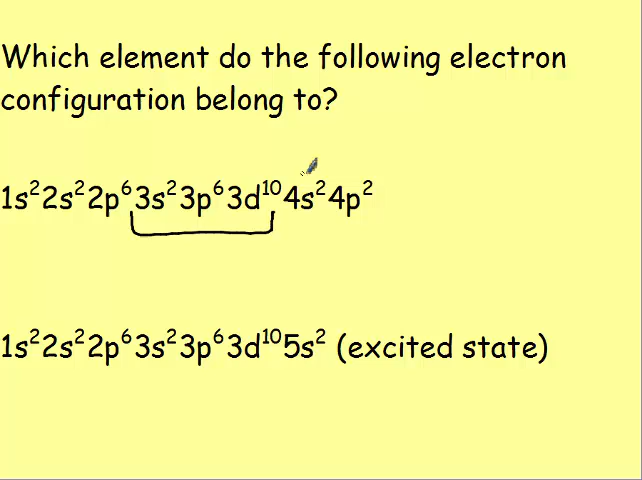 Which element do the following electron
configuration belong to?
1s²2s²2p⁶3s²3p⁶3d¹⁰4s²4p²
1s²2s²2p⁶3s²3p⁶3d¹⁰5s² (excited state)